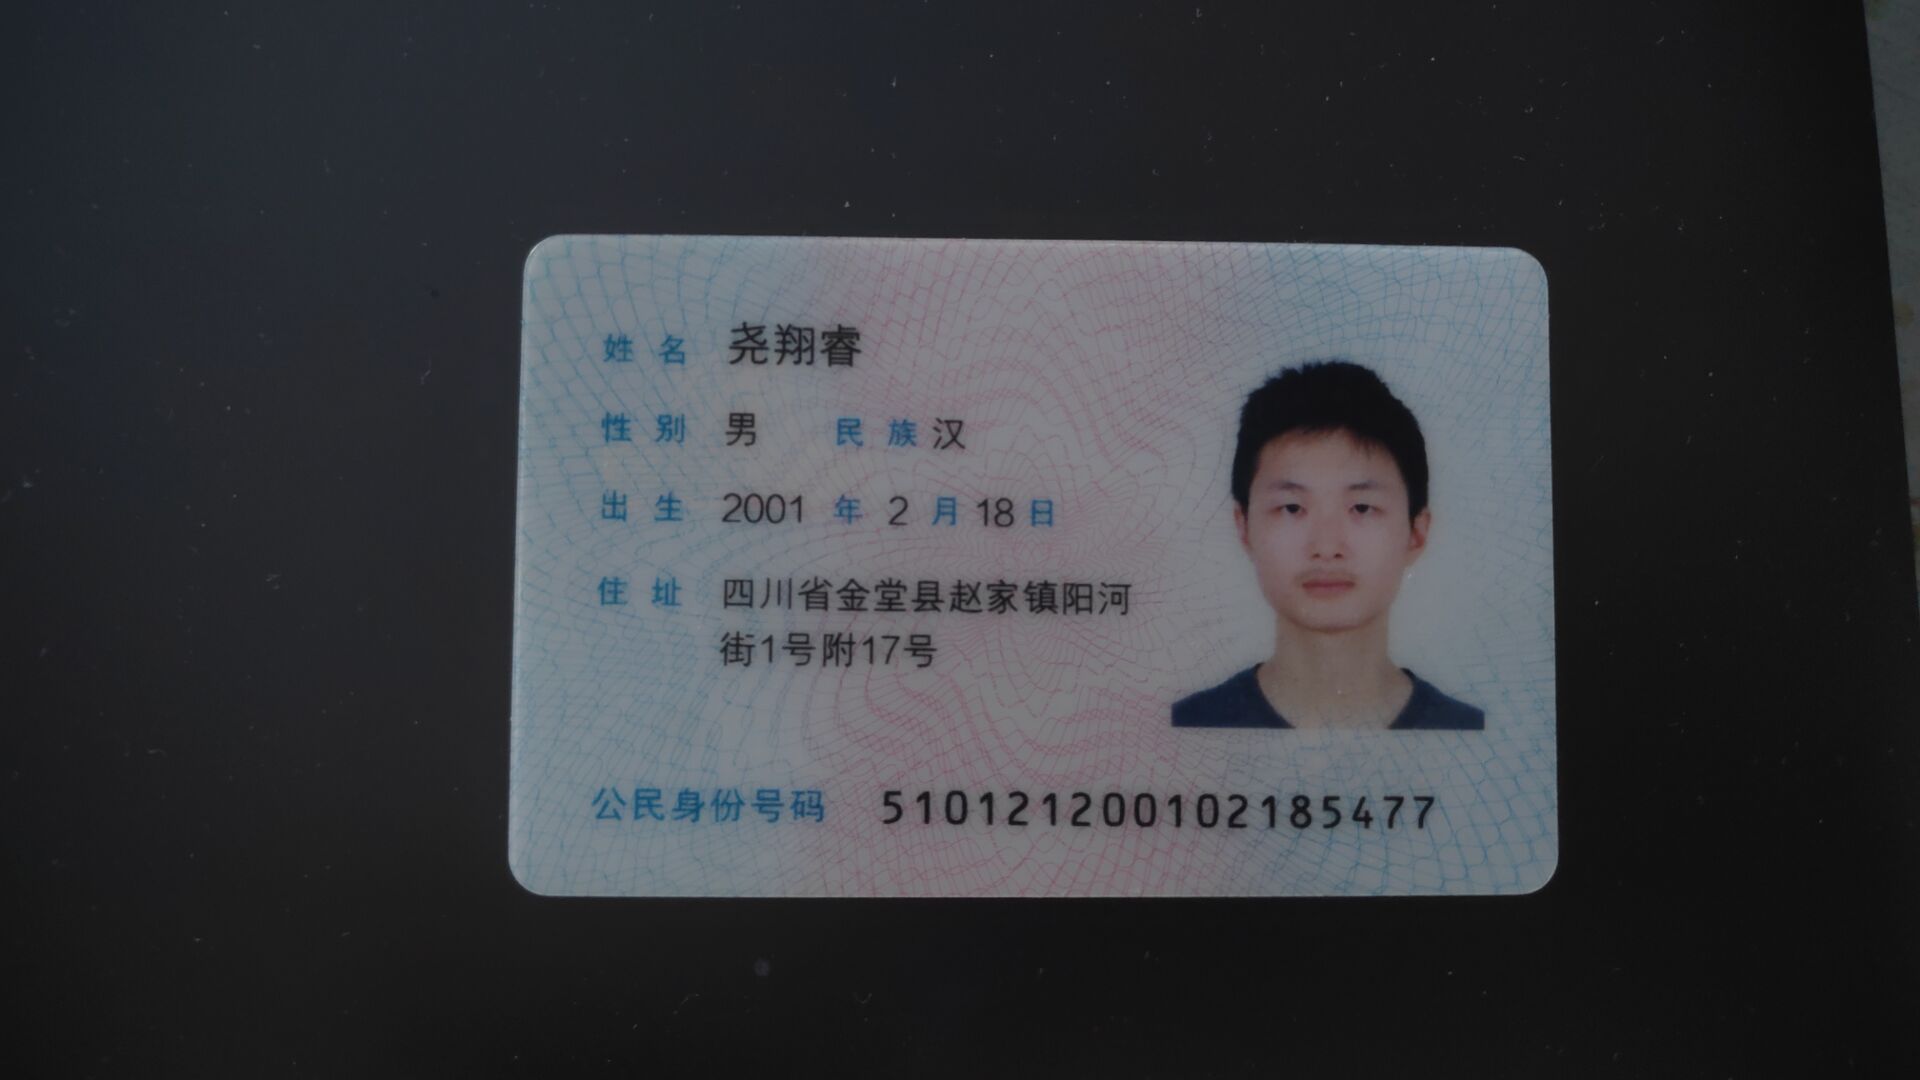 姓名 尧翔睿
性别 男 民族 汉
出生 2001 年 2 月 18 日
住址 四川省金堂县赵家镇阳河
街1号附17号
公民身份号码 510121200102185477